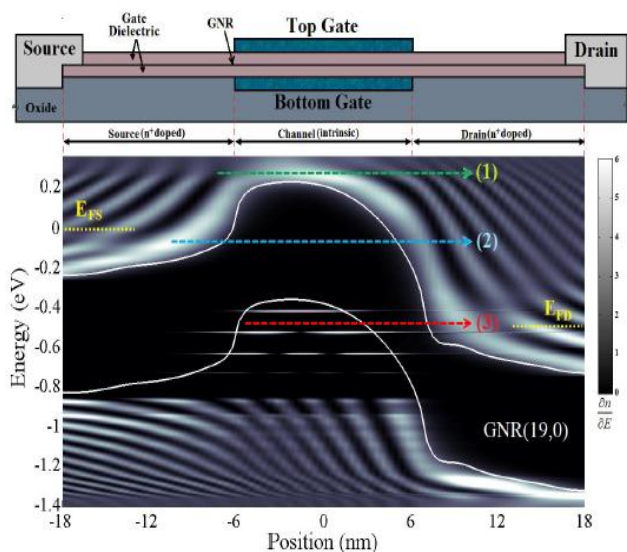 Top Gate
Source
Gate
Dielectric
GNR
Drain
Oxide
Bottom Gate
Source (n⁺doped)
Channel (intrinsic)
Drain(n⁺doped)
Energy (eV)
0.2
0
-0.2
-0.4
-0.6
-0.8
-1
-1.2
-1.4
E_FS
(1)
(2)
(3)
E_FD
GNR(19,0)
6
5
4
3
2
1
0
∂n
∂E
-18
-12
-6
0
6
12
18
Position (nm)